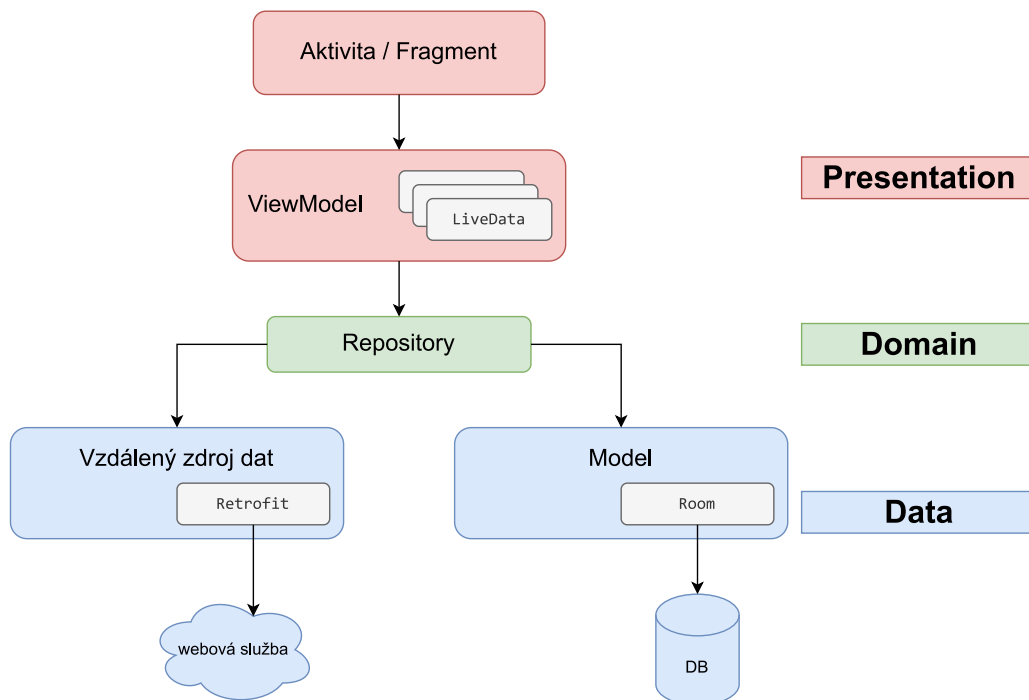 Aktivita / Fragment
ViewModel
LiveData
Presentation
Repository
Domain
Vzdálený zdroj dat
Retrofit
Model
Room
Data
webová služba
DB